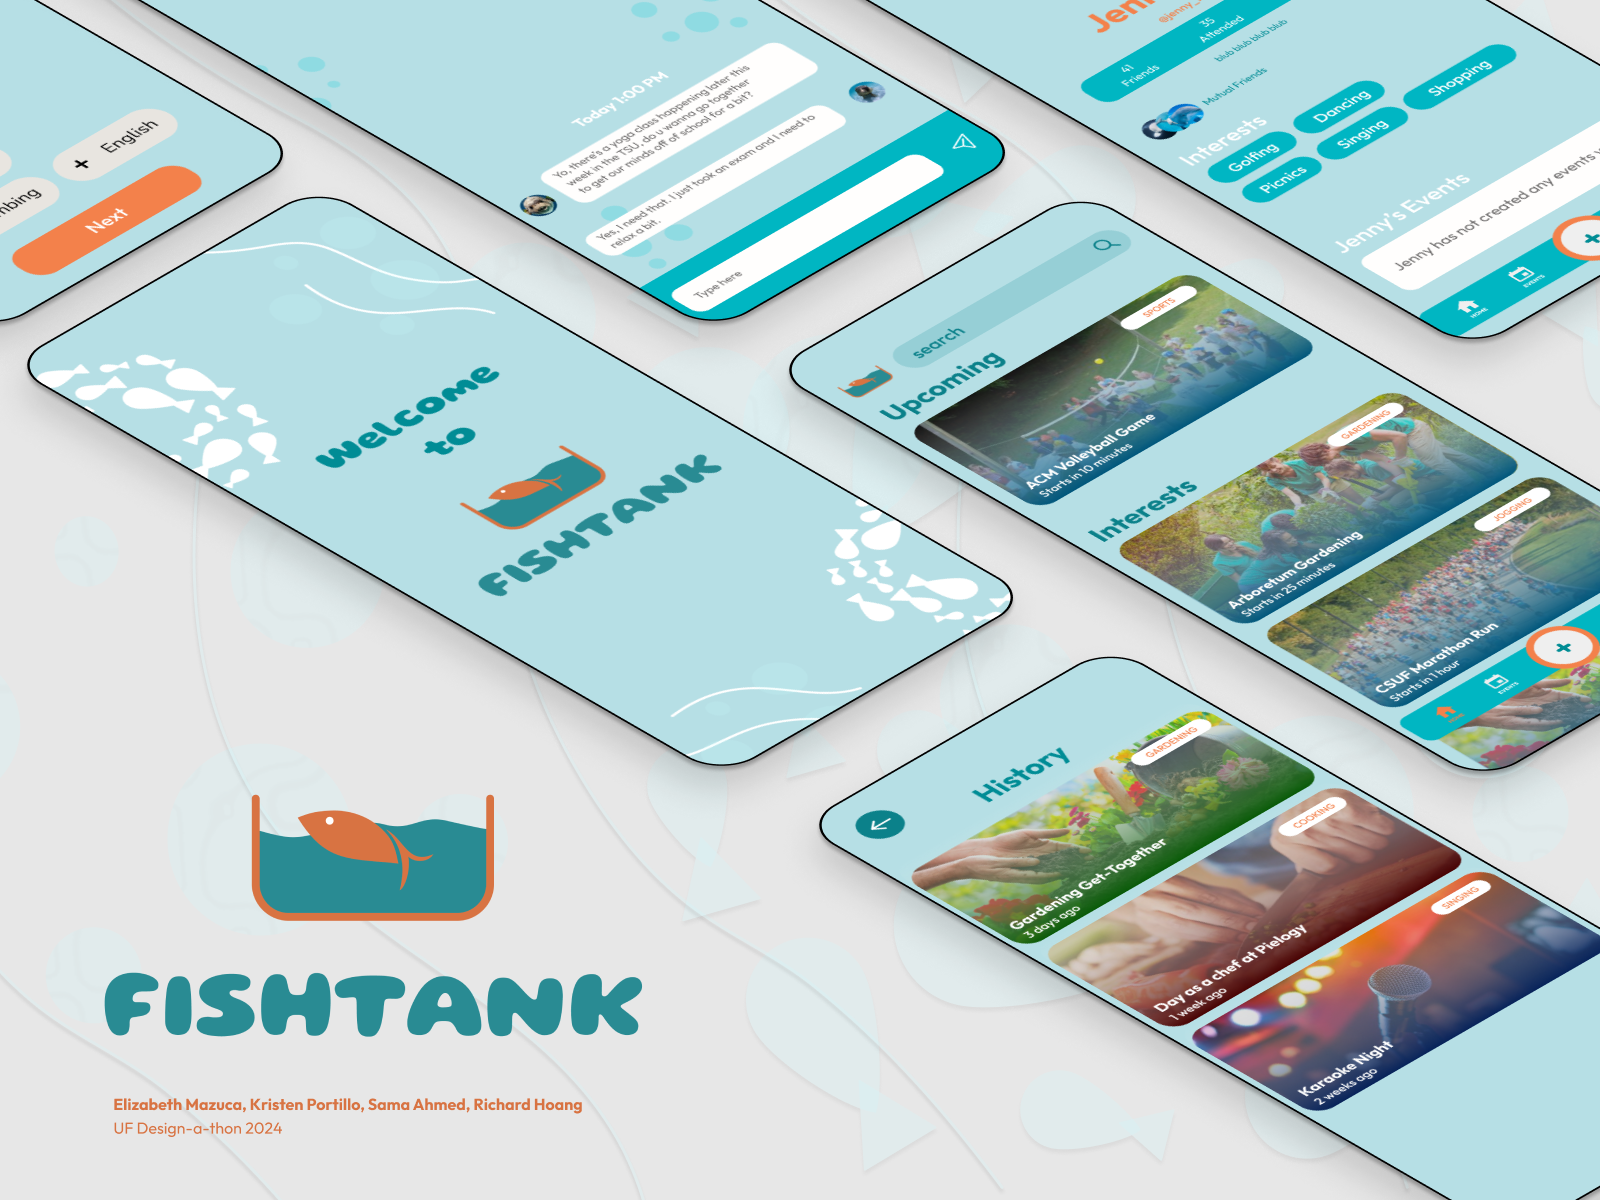 + English
Next
Today 1:00 PM
Yo, there's a yoga class happening later this
week in the TSU, do u wanna go together
to get our minds off of school for a bit?
Yes, I need that. I just took an exam and I need to
relax a bit.
Type here
41
Friends
35
Attended
blub blub blub blub
Mutual Friends
Interests
Golfing
Dancing
Shopping
Picnics
Singing
Jenny's Events
Jenny has not created any events
HOME
EVENTS
+
Welcome
to
FISHTANK
search
Upcoming
SPORTS
ACM Volleyball Game
Starts in 10 minutes
Interests
GARDENING
Arboretum Gardening
Starts in 25 minutes
JOGGING
CSUF Marathon Run
Starts in 1 hour
EVENTS
+
History
GARDENING
Gardening Get-Together
3 days ago
COOKING
Day as a chef at Pielogy
1 week ago
SINGING
Karaoke Night
2 weeks ago
FISHTANK
Elizabeth Mazuca, Kristen Portillo, Sama Ahmed, Richard Hoang
UF Design-a-thon 2024